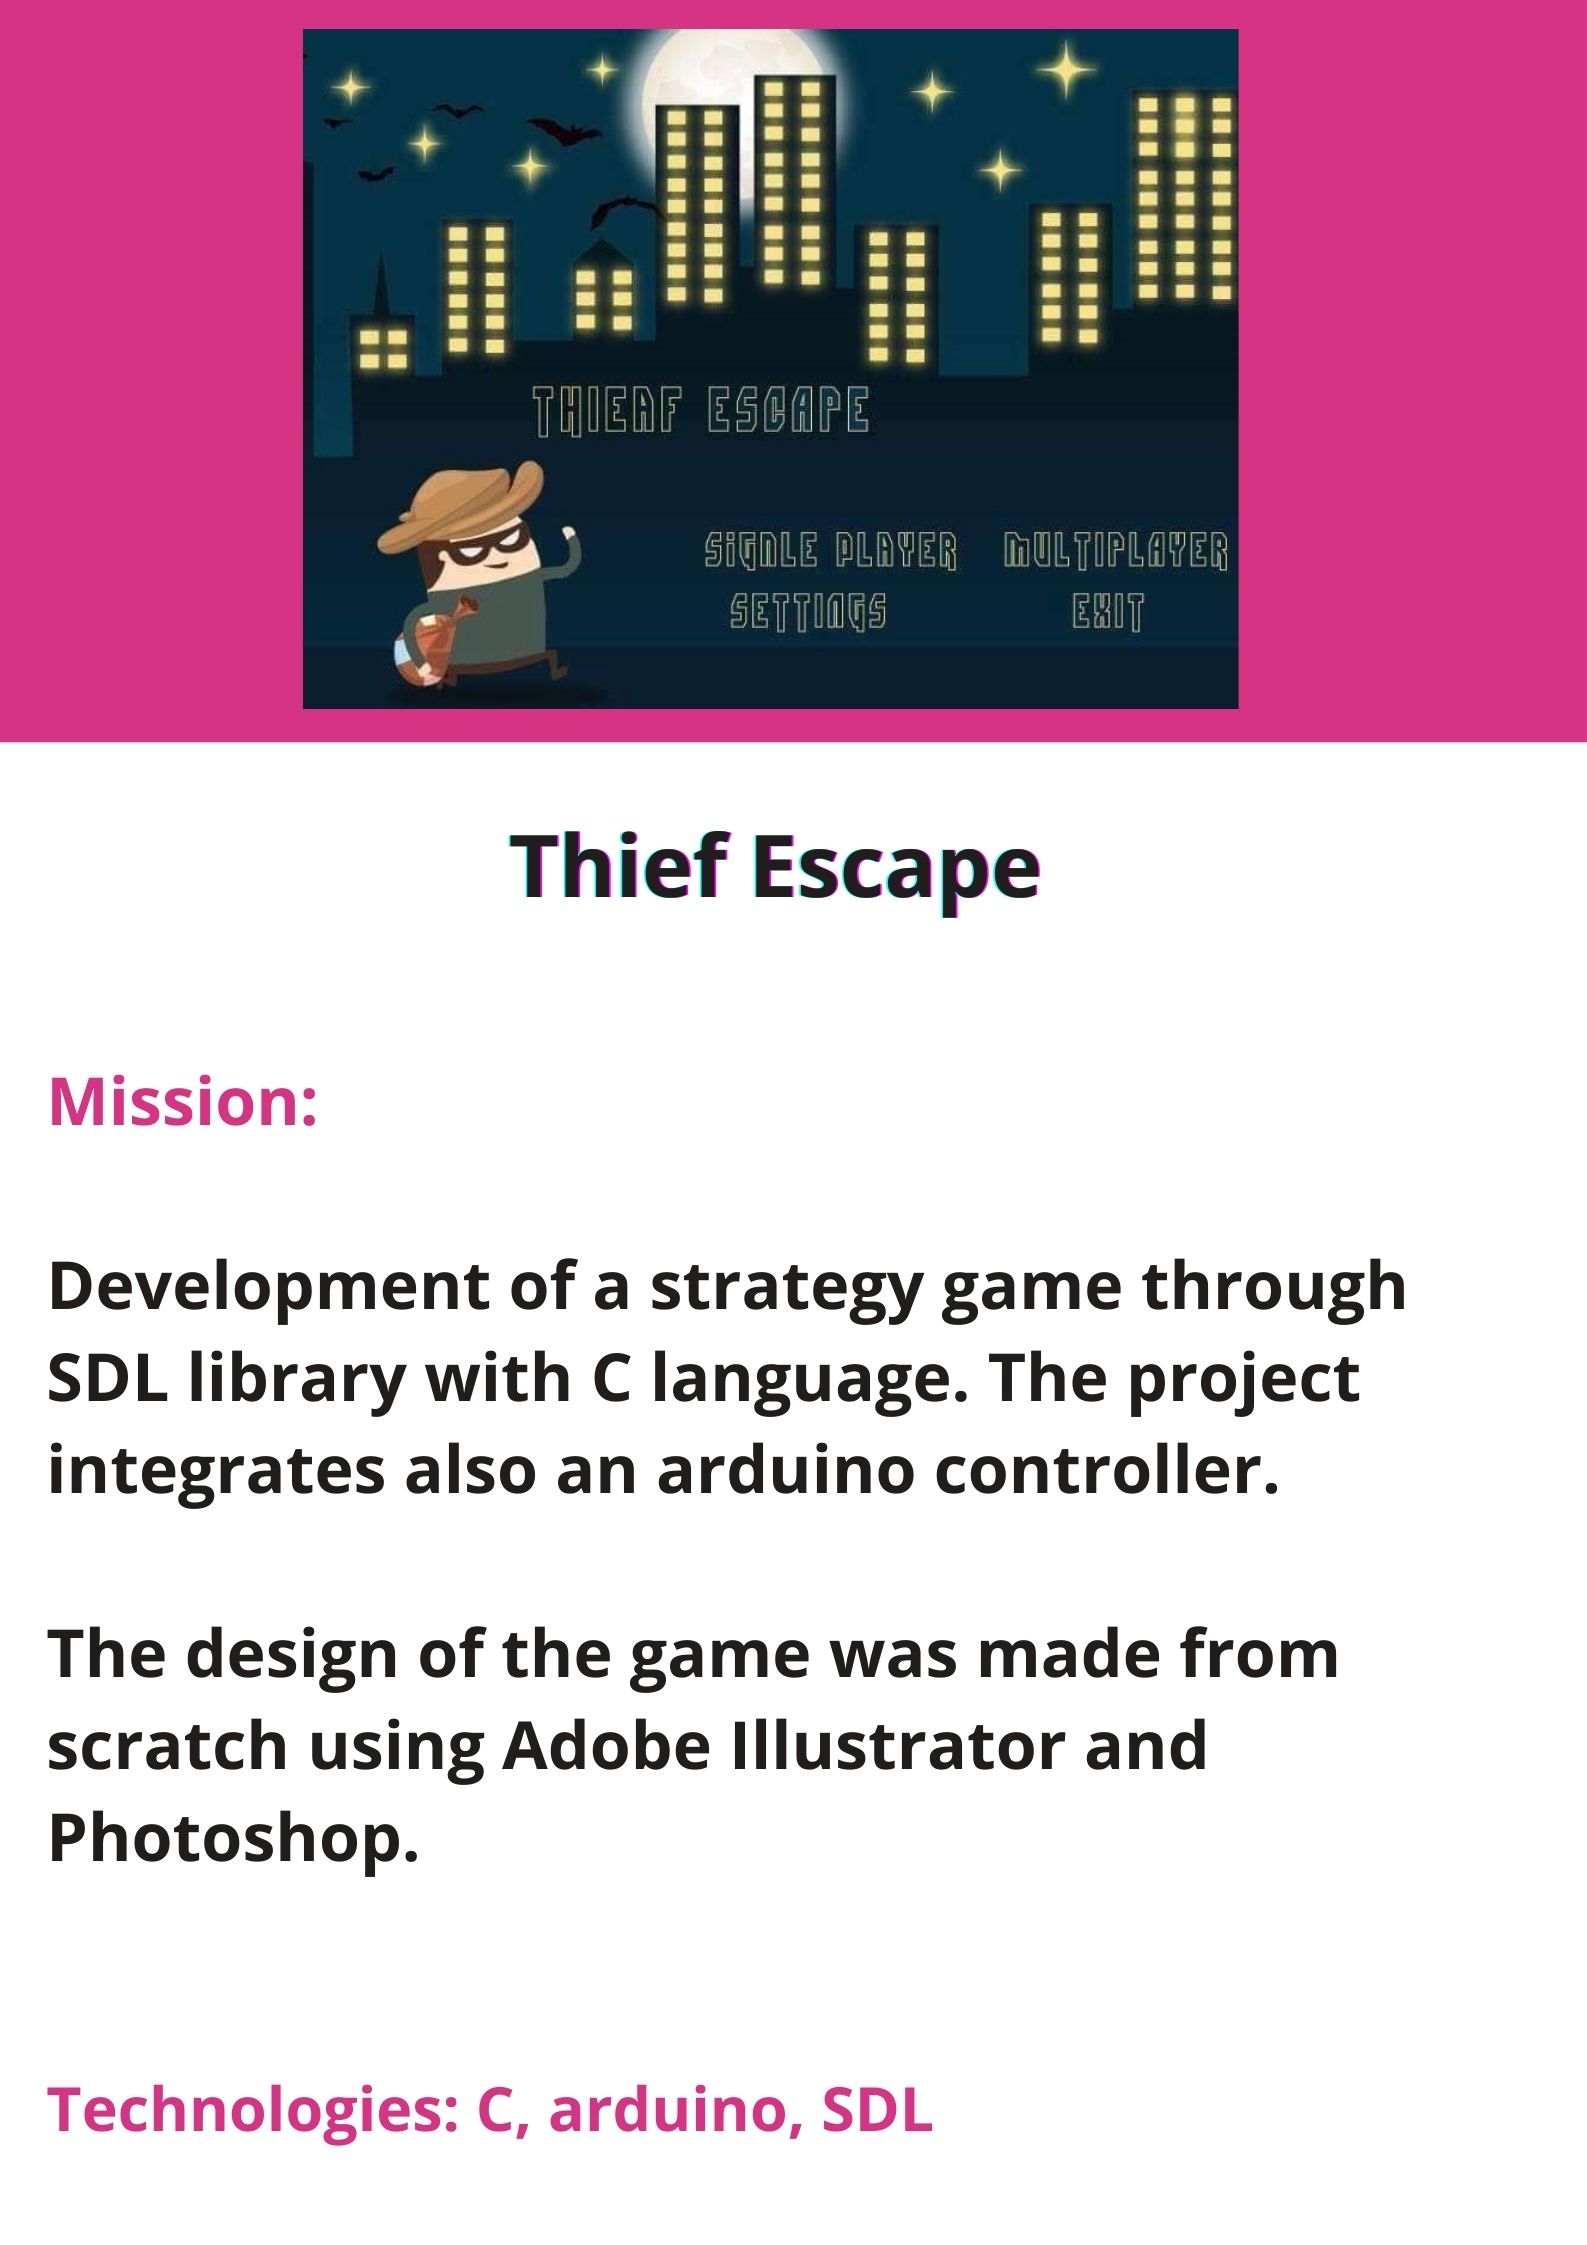 THIEAF ESCAPE
SiGNLE PLAYER MULTIPLAYER
SETTINGS EXIT
Thief Escape
Mission:
Development of a strategy game through
SDL library with C language. The project
integrates also an arduino controller.
The design of the game was made from
scratch using Adobe Illustrator and
Photoshop.
Technologies: C, arduino, SDL